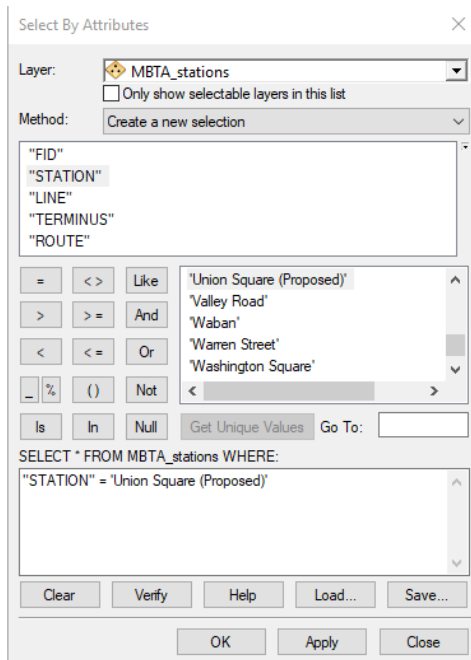 Select By Attributes
Layer: MBTA_stations
Only show selectable layers in this list
Method: Create a new selection
"FID"
"STATION"
"LINE"
"TERMINUS"
"ROUTE"
= < > Like
> > = And
< < = Or
_ % () Not
Is In Null
'Union Square (Proposed)'
'Valley Road'
'Waban'
'Warren Street'
'Washington Square'
Get Unique Values Go To:
SELECT * FROM MBTA_stations WHERE:
"STATION" = 'Union Square (Proposed)'
Clear Verify Help Load... Save...
OK Apply Close